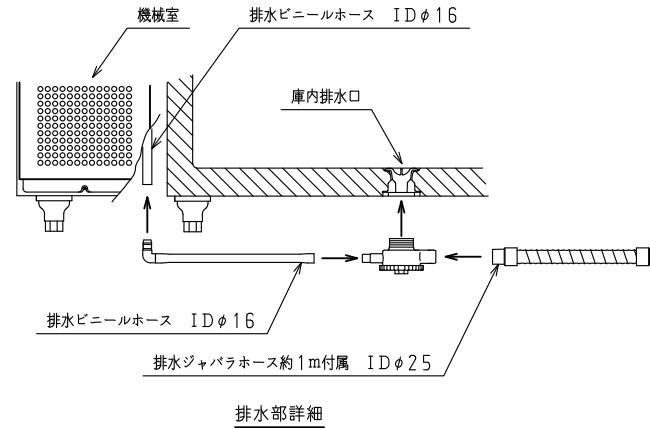 機械室
排水ビニールホース IDφ16
庫内排水口
排水ビニールホース IDφ16
排水ジャバラホース約1m付属 IDφ25
排水部詳細